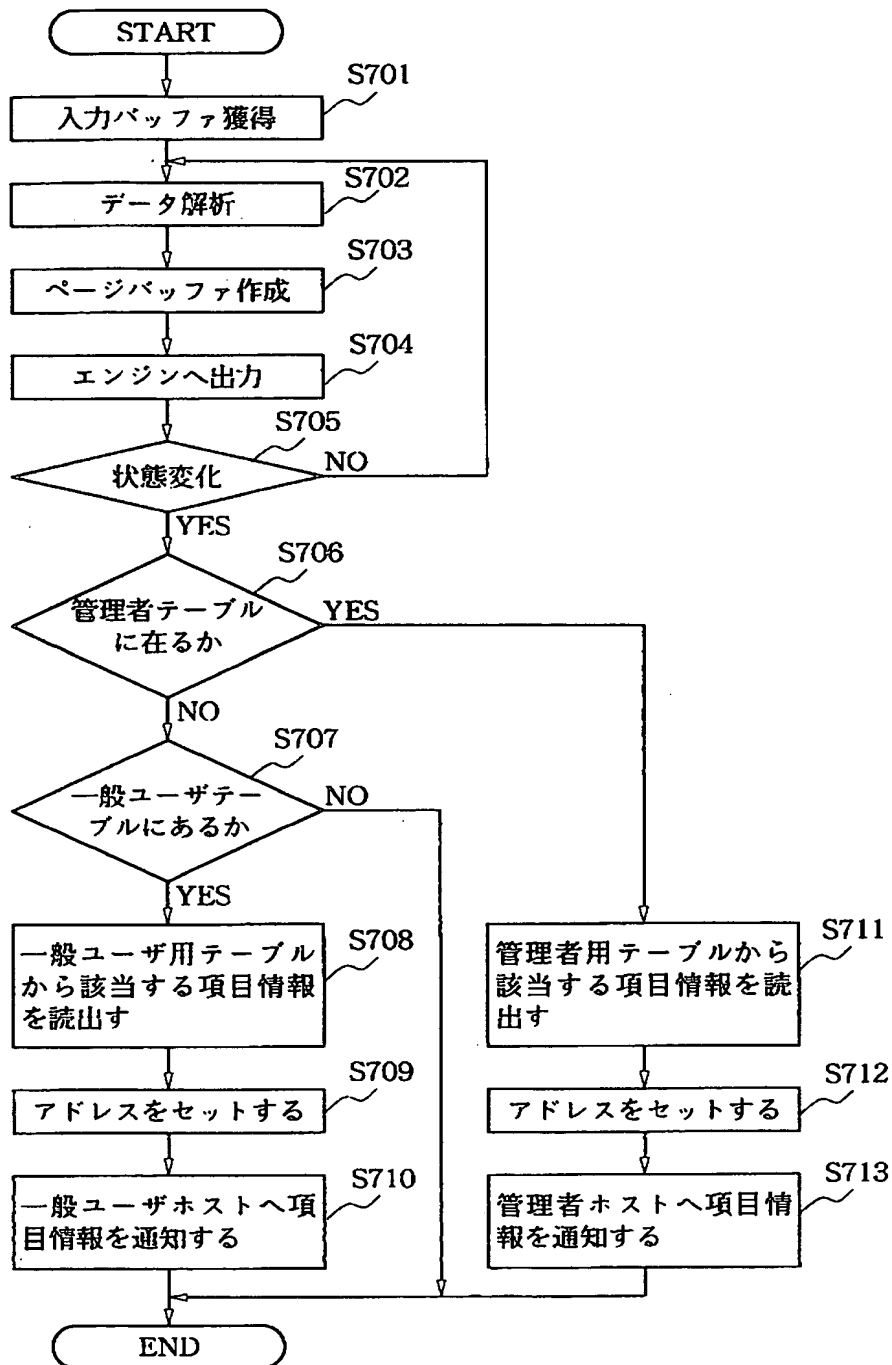 START
S701
入力バッファ獲得
S702
データ解析
S703
ページバッファ作成
S704
エンジンへ出力
S705
状態変化
NO
YES
S706
管理者テーブル
に在るか
YES
NO
S707
一般ユーザテー
ブルにあるか
NO
YES
S708
一般ユーザ用テーブル
から該当する項目情報
を読出す
S711
管理者用テーブルから
該当する項目情報を読
出す
S709
アドレスをセットする
S712
アドレスをセットする
S710
一般ユーザホストへ項
目情報を通知する
S713
管理者ホストへ項目情
報を通知する
END